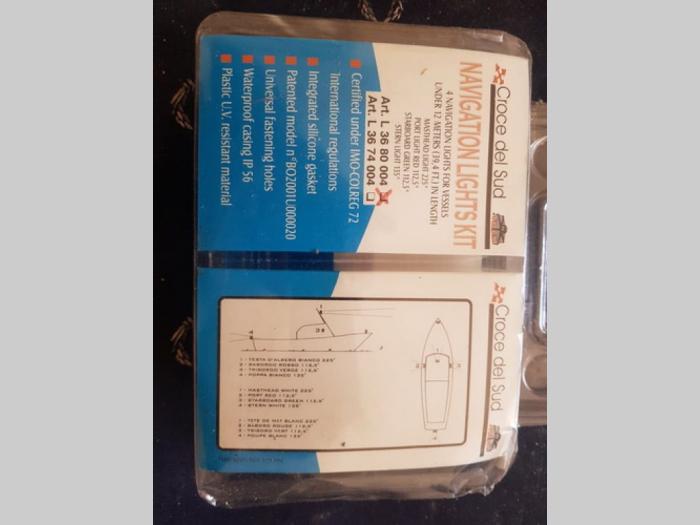 Croce del Sud
NAVIGATION LIGHTS KIT
4 NAVIGATION LIGHTS FOR VESSELS
UNDER 12 METERS (39,4 FT.) IN LENGTH
MASTHEAD LIGHT 225°
PORT LIGHT RED 112,5°
STARBOARD GREEN 112,5°
STERN LIGHT 135°
Art. L 36 80 004
Art. L 36 74 004
Certified under IMO-COLREG 72
International regulations
Integrated silicone gasket
Patented model n°BO2001U000020
Universal fastening holes
Waterproof casing IP 56
Plastic U.V. resistant material
Croce del Sud
1 - TESTA D'ALBERO BIANCO 225°
2 - BABORDO ROSSO 112,5°
3 - TRIBORDO VERDE 112,5°
4 - POPPA BIANCO 135°
1 - MASTHEAD WHITE 225°
2 - PORT RED 112,5°
3 - STARBOARD GREEN 112,5°
4 - STERN WHITE 135°
1 - TETE DE MAT BLANC 225°
2 - BABORD ROUGE 112,5°
3 - TRIBORD VERT 112,5°
4 - POUPE BLANC 135°